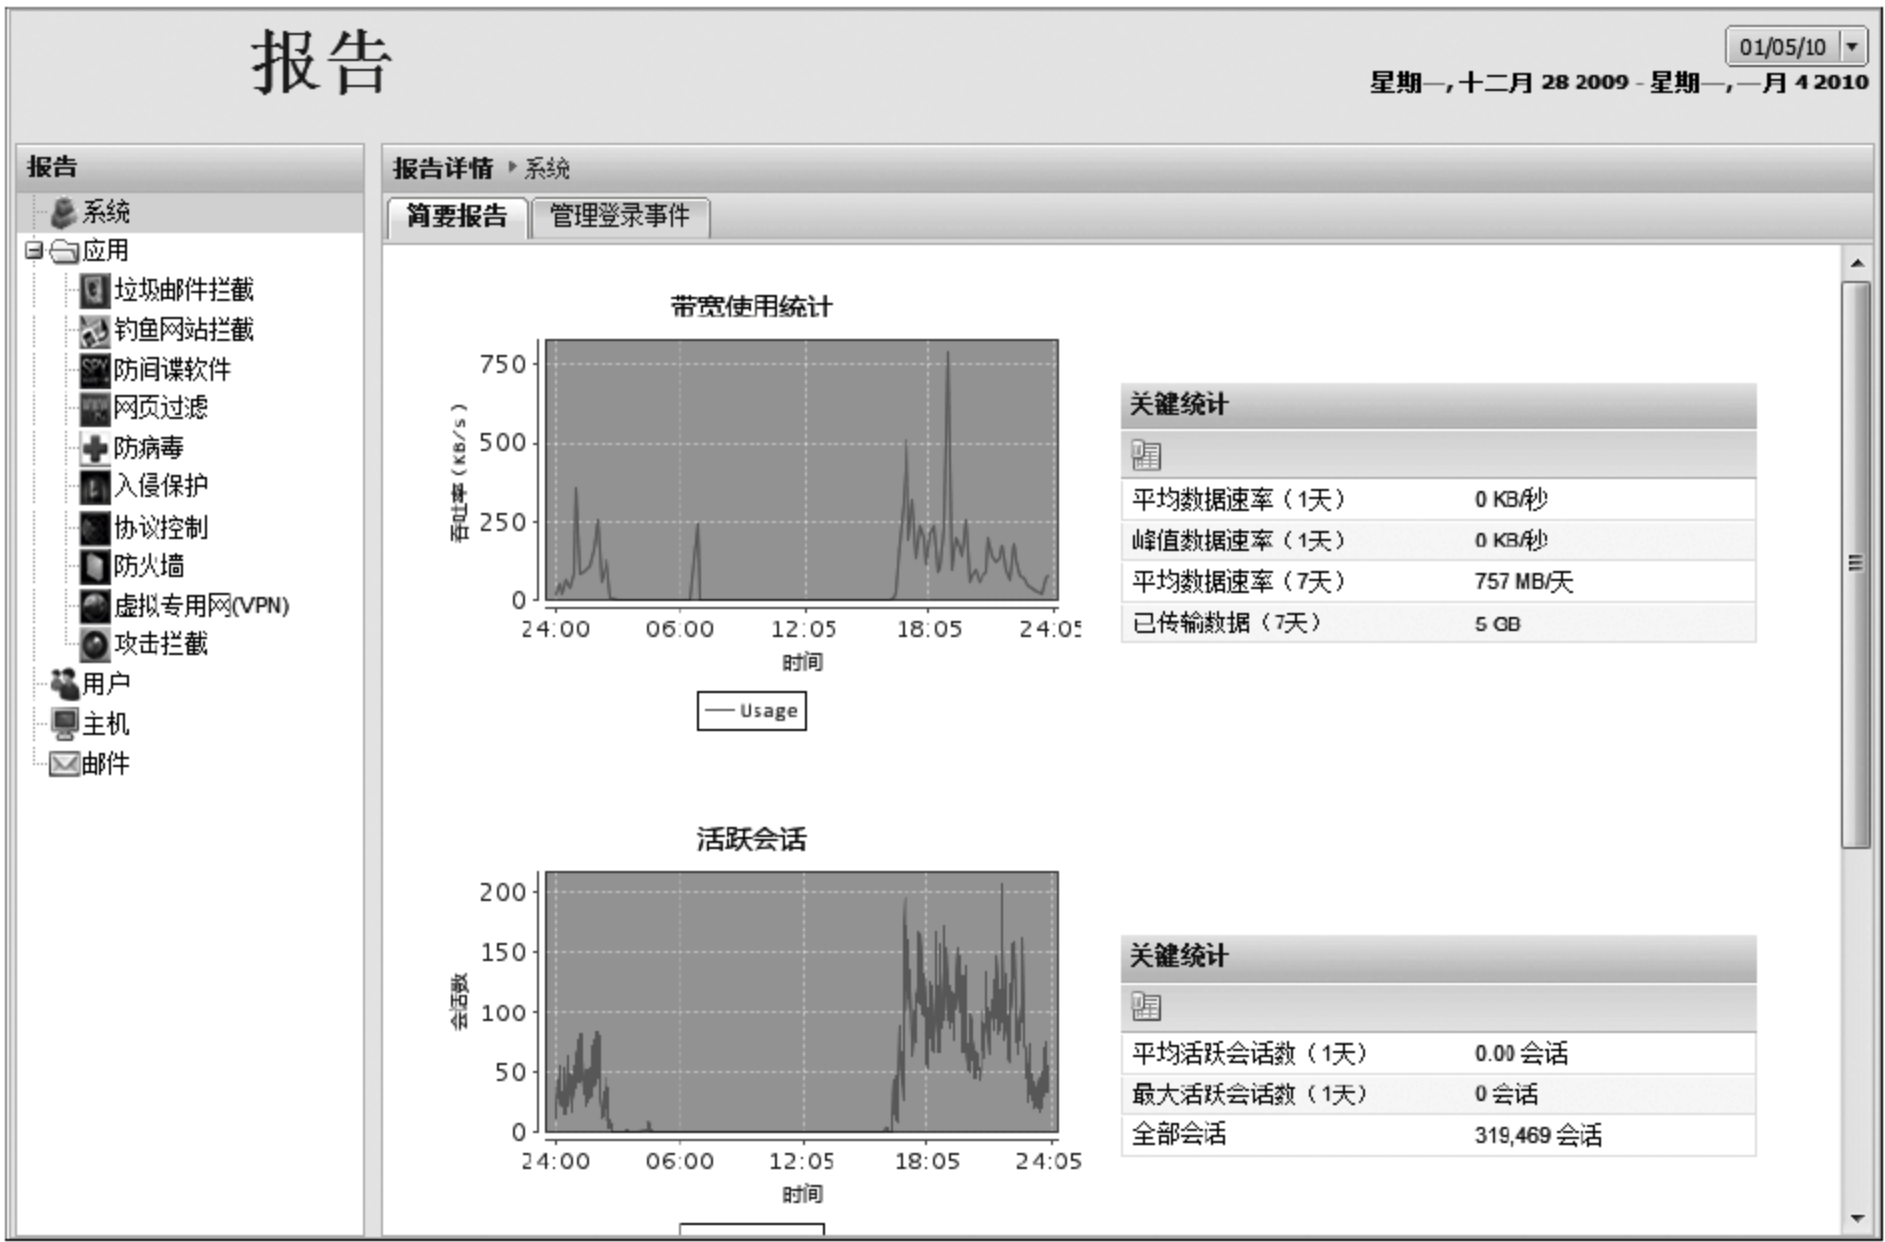 报告
01/05/10
星期一, 十二月 28 2009 - 星期一, 一月 4 2010
报告
系统
应用
垃圾邮件拦截
钓鱼网站拦截
防间谍软件
网页过滤
防病毒
入侵保护
协议控制
防火墙
虚拟专用网(VPN)
攻击拦截
用户
主机
邮件
报告详情 系统
简要报告 管理登录事件
带宽使用统计
吞吐率(KB/s)
750
500
250
0
24:00 06:00 12:05 18:05 24:05
时间
Usage
关键统计
平均数据速率（1天） 0 KB/秒
峰值数据速率（1天） 0 KB/秒
平均数据速率（7天） 757 MB/天
已传输数据（7天） 5 GB
活跃会话
会话数
200
150
100
50
0
24:00 06:00 12:05 18:05 24:05
时间
关键统计
平均活跃会话数（1天） 0.00 会话
最大活跃会话数（1天） 0 会话
全部会话 319,469 会话